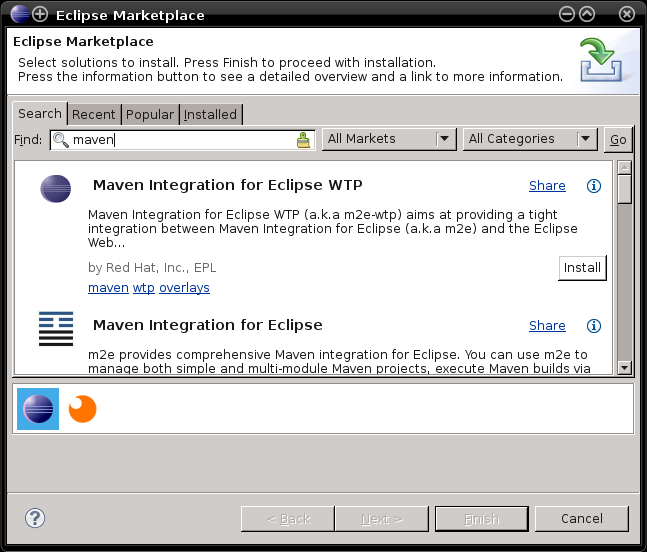 Eclipse Marketplace
Eclipse Marketplace
Select solutions to install. Press Finish to proceed with installation.
Press the information button to see a detailed overview and a link to more information.
Search Recent Popular Installed
Find: maven All Markets All Categories Go
Maven Integration for Eclipse WTP Share
Maven Integration for Eclipse WTP (a.k.a m2e-wtp) aims at providing a tight
integration between Maven Integration for Eclipse (a.k.a m2e) and the Eclipse
Web...
by Red Hat, Inc., EPL Install
maven wtp overlays
Maven Integration for Eclipse Share
m2e provides comprehensive Maven integration for Eclipse. You can use m2e to
manage both simple and multi-module Maven projects, execute Maven builds via
< Back Next > Finish Cancel